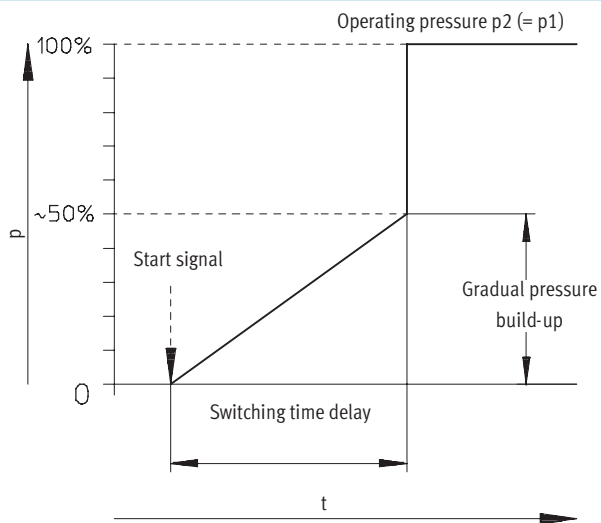 Operating pressure p2 (= p1)
100%
~50%
p
Start signal
Gradual pressure
build-up
0
Switching time delay
t